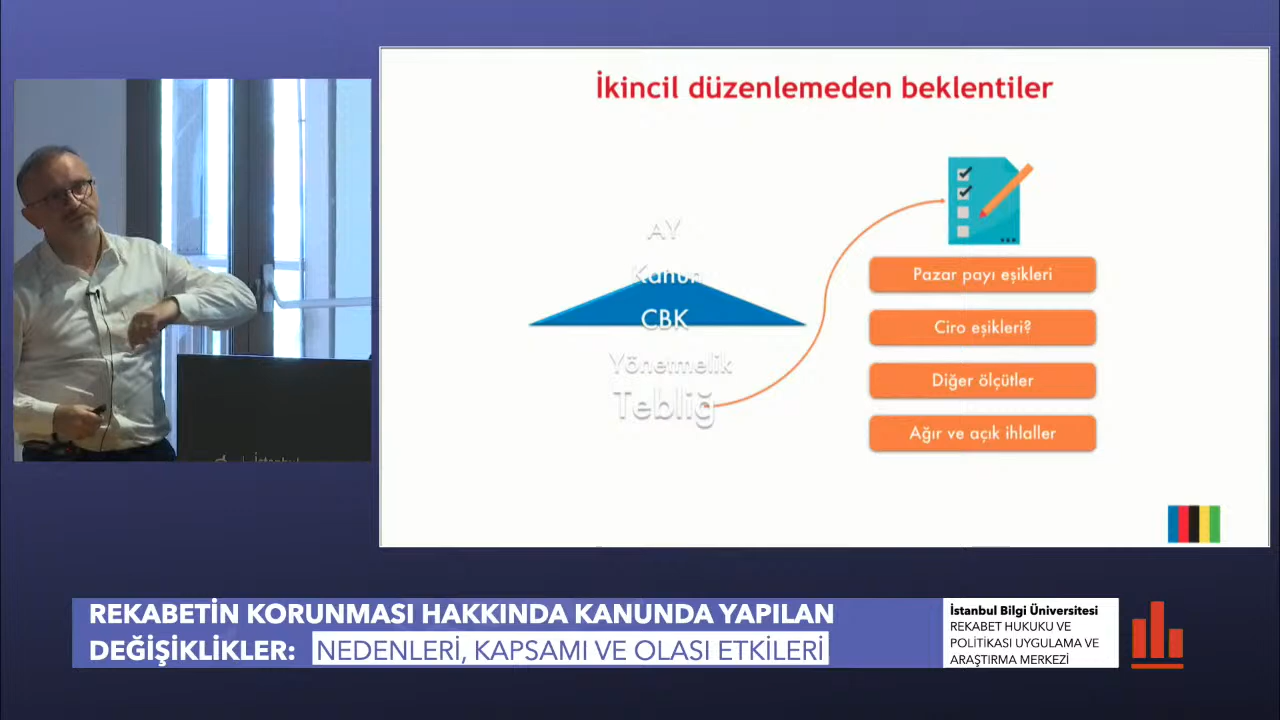 İkincil düzenlemeden beklentiler
AY
Kanun
CBK
Yönetmelik
Tebliğ
Pazar payı eşikleri
Ciro eşikleri?
Diğer ölçütler
Ağır ve açık ihlaller
İstanbul
REKABETİN KORUNMASI HAKKINDA KANUNDA YAPILAN
DEĞİŞİKLİKLER: NEDENLERİ, KAPSAMI VE OLASI ETKİLERİ
İstanbul Bilgi Üniversitesi
REKABET HUKUKU VE
POLİTİKASI UYGULAMA VE
ARAŞTIRMA MERKEZİ